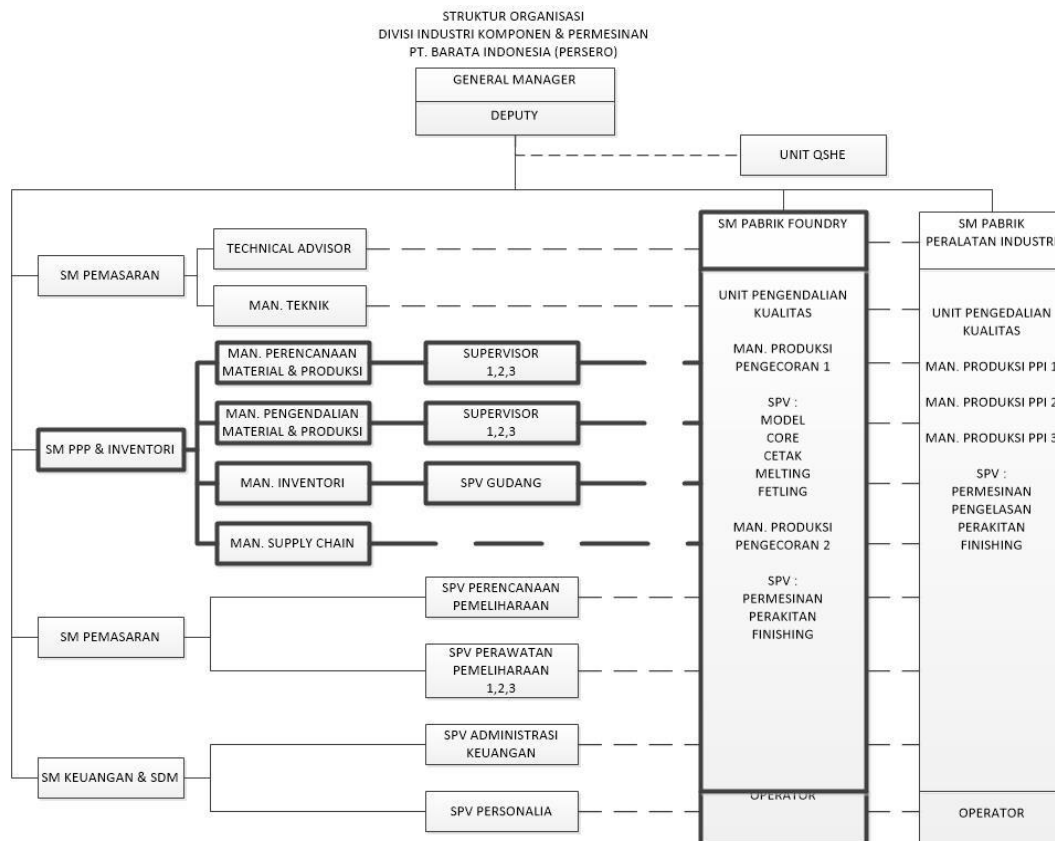 STRUKTUR ORGANISASI
DIVISI INDUSTRI KOMPONEN & PERMESINAN
PT. BARATA INDONESIA (PERSERO)
GENERAL MANAGER
DEPUTY
UNIT QSHE
SM PEMASARAN
TECHNICAL ADVISOR
MAN. TEKNIK
SM PPP & INVENTORI
MAN. PERENCANAAN
MATERIAL & PRODUKSI
SUPERVISOR
1,2,3
MAN. PENGENDALIAN
MATERIAL & PRODUKSI
SUPERVISOR
1,2,3
MAN. INVENTORI
SPV GUDANG
MAN. SUPPLY CHAIN
SM PEMASARAN
SPV PERENCANAAN
PEMELIHARAAN
SPV PERAWATAN
PEMELIHARAAN
1,2,3
SM KEUANGAN & SDM
SPV ADMINISTRASI
KEUANGAN
SPV PERSONALIA
SM PABRIK FOUNDRY
UNIT PENGENDALIAN
KUALITAS
MAN. PRODUKSI
PENGECORAN 1
SPV :
MODEL
CORE
CETAK
MELTING
FETLING
MAN. PRODUKSI
PENGECORAN 2
SPV :
PERMESINAN
PERAKITAN
FINISHING
OPERATOR
SM PABRIK
PERALATAN INDUSTRI
UNIT PENGEDALIAN
KUALITAS
MAN. PRODUKSI PPI 1
MAN. PRODUKSI PPI 2
MAN. PRODUKSI PPI 3
SPV :
PERMESINAN
PENGELASAN
PERAKITAN
FINISHING
OPERATOR